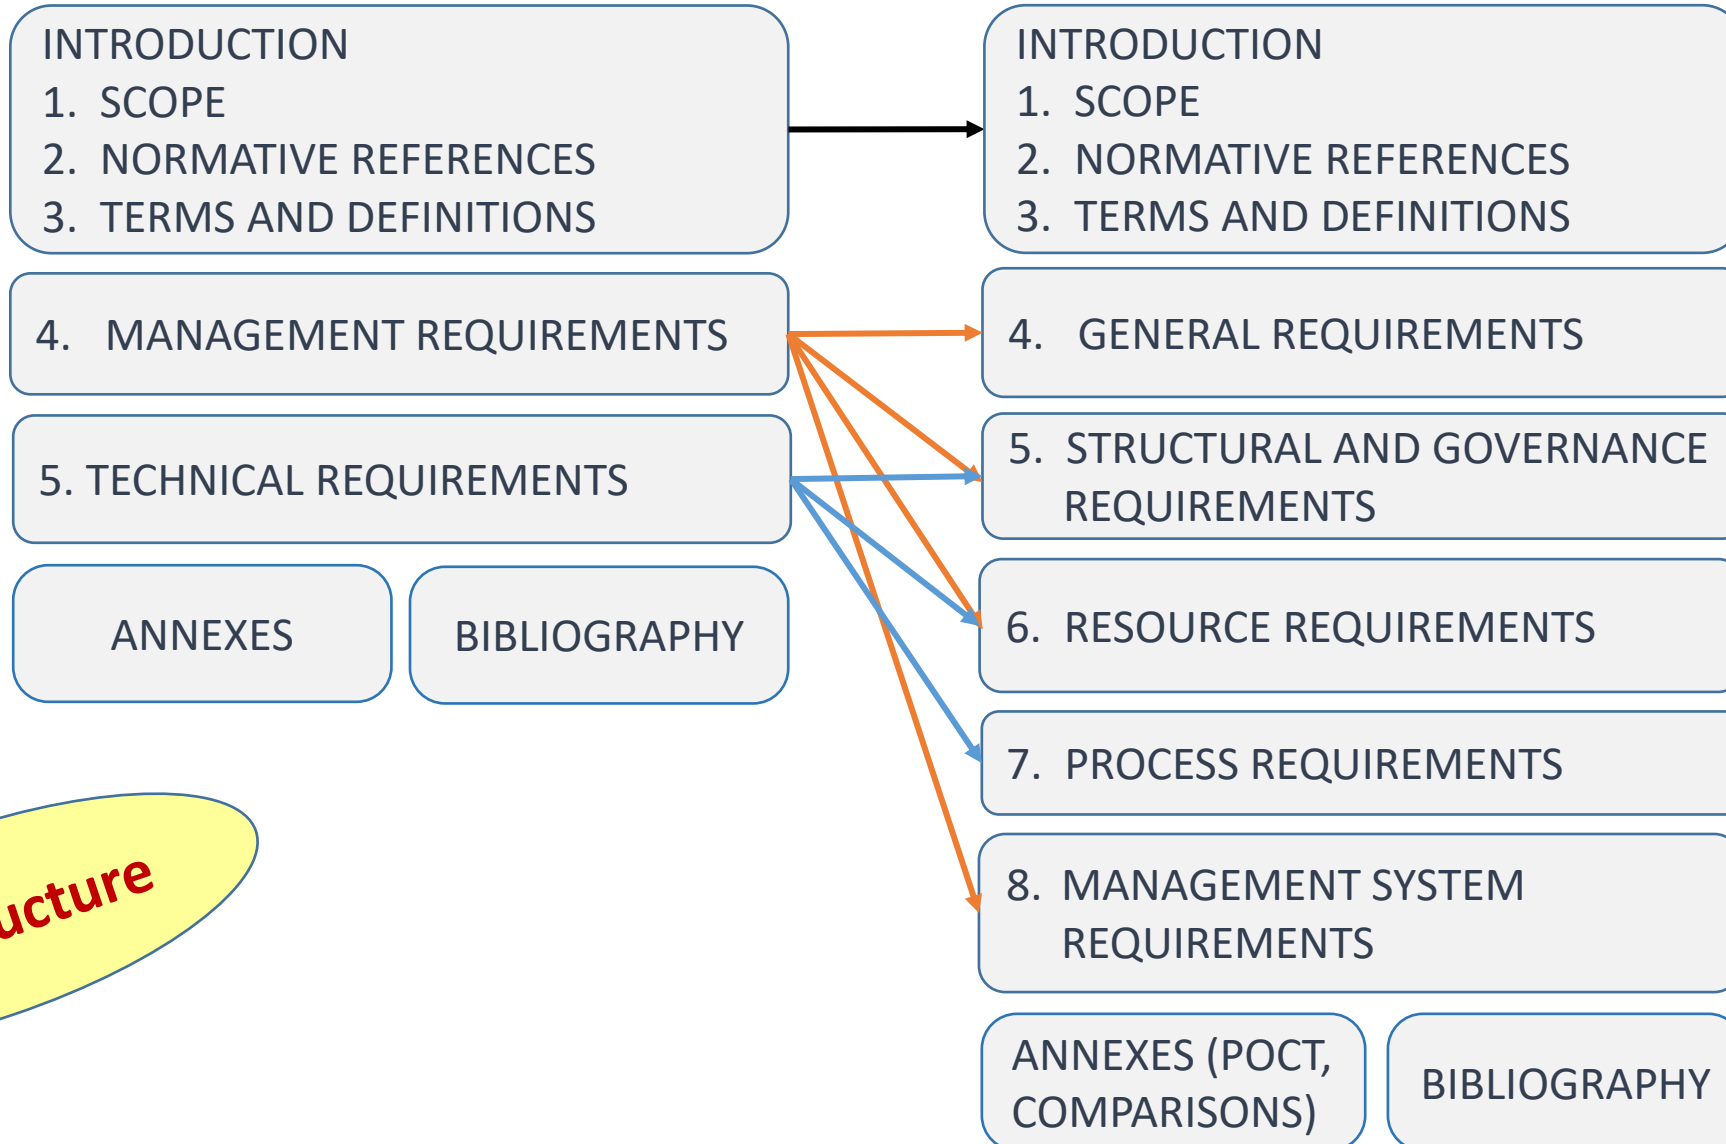 INTRODUCTION
1. SCOPE
2. NORMATIVE REFERENCES
3. TERMS AND DEFINITIONS
4. MANAGEMENT REQUIREMENTS
5. TECHNICAL REQUIREMENTS
ANNEXES
BIBLIOGRAPHY
ucture
INTRODUCTION
1. SCOPE
2. NORMATIVE REFERENCES
3. TERMS AND DEFINITIONS
4. GENERAL REQUIREMENTS
5. STRUCTURAL AND GOVERNANCE
REQUIREMENTS
6. RESOURCE REQUIREMENTS
7. PROCESS REQUIREMENTS
8. MANAGEMENT SYSTEM
REQUIREMENTS
ANNEXES (POCT,
COMPARISONS)
BIBLIOGRAPHY